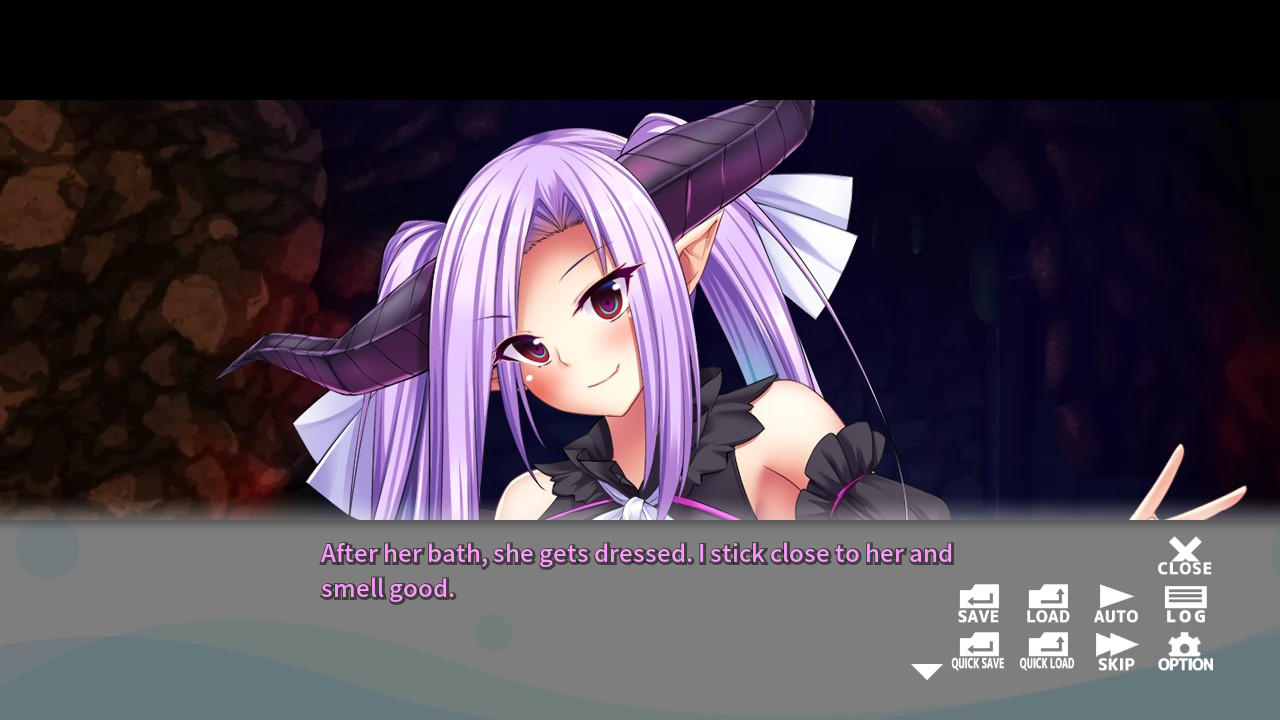 After her bath, she gets dressed. I stick close to her and
smell good.
CLOSE
SAVE LOAD AUTO LOG
QUICK SAVE QUICK LOAD SKIP OPTION